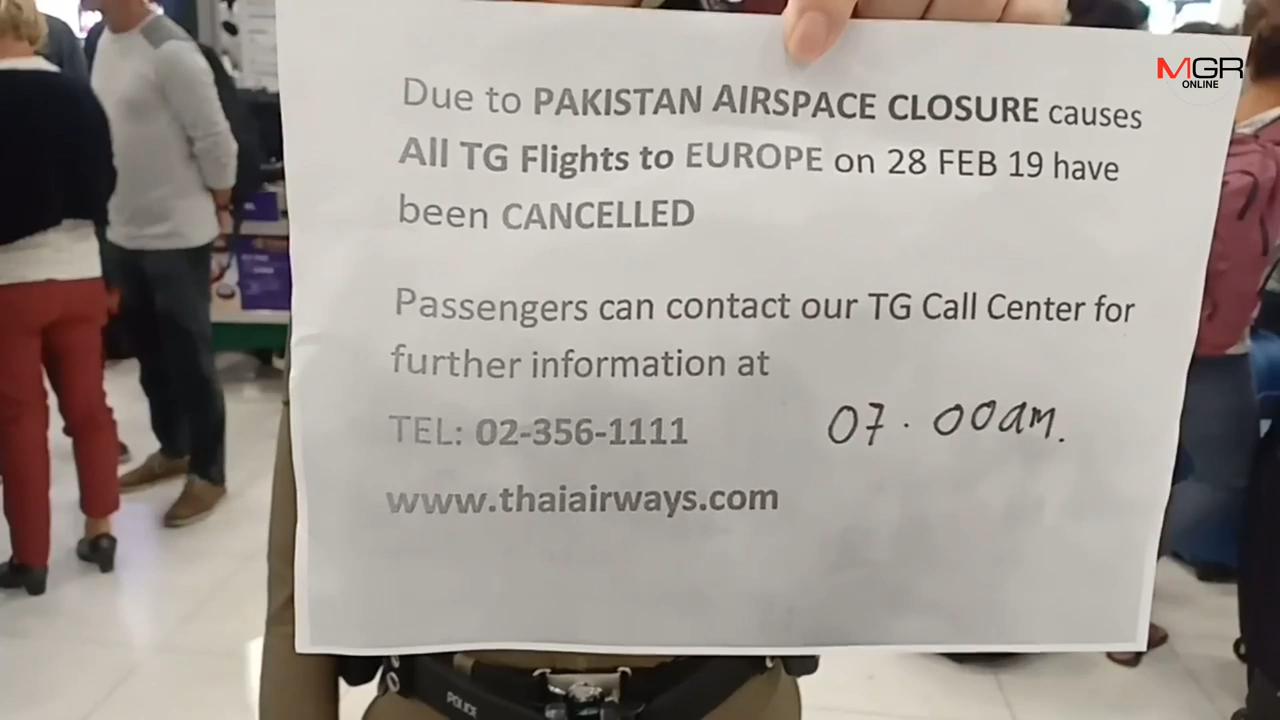 MGR
ONLINE
Due to PAKISTAN AIRSPACE CLOSURE causes
All TG Flights to EUROPE on 28 FEB 19 have
been CANCELLED
Passengers can contact our TG Call Center for
further information at
TEL: 02-356-1111
07.00am.
www.thaiairways.com
POLICE